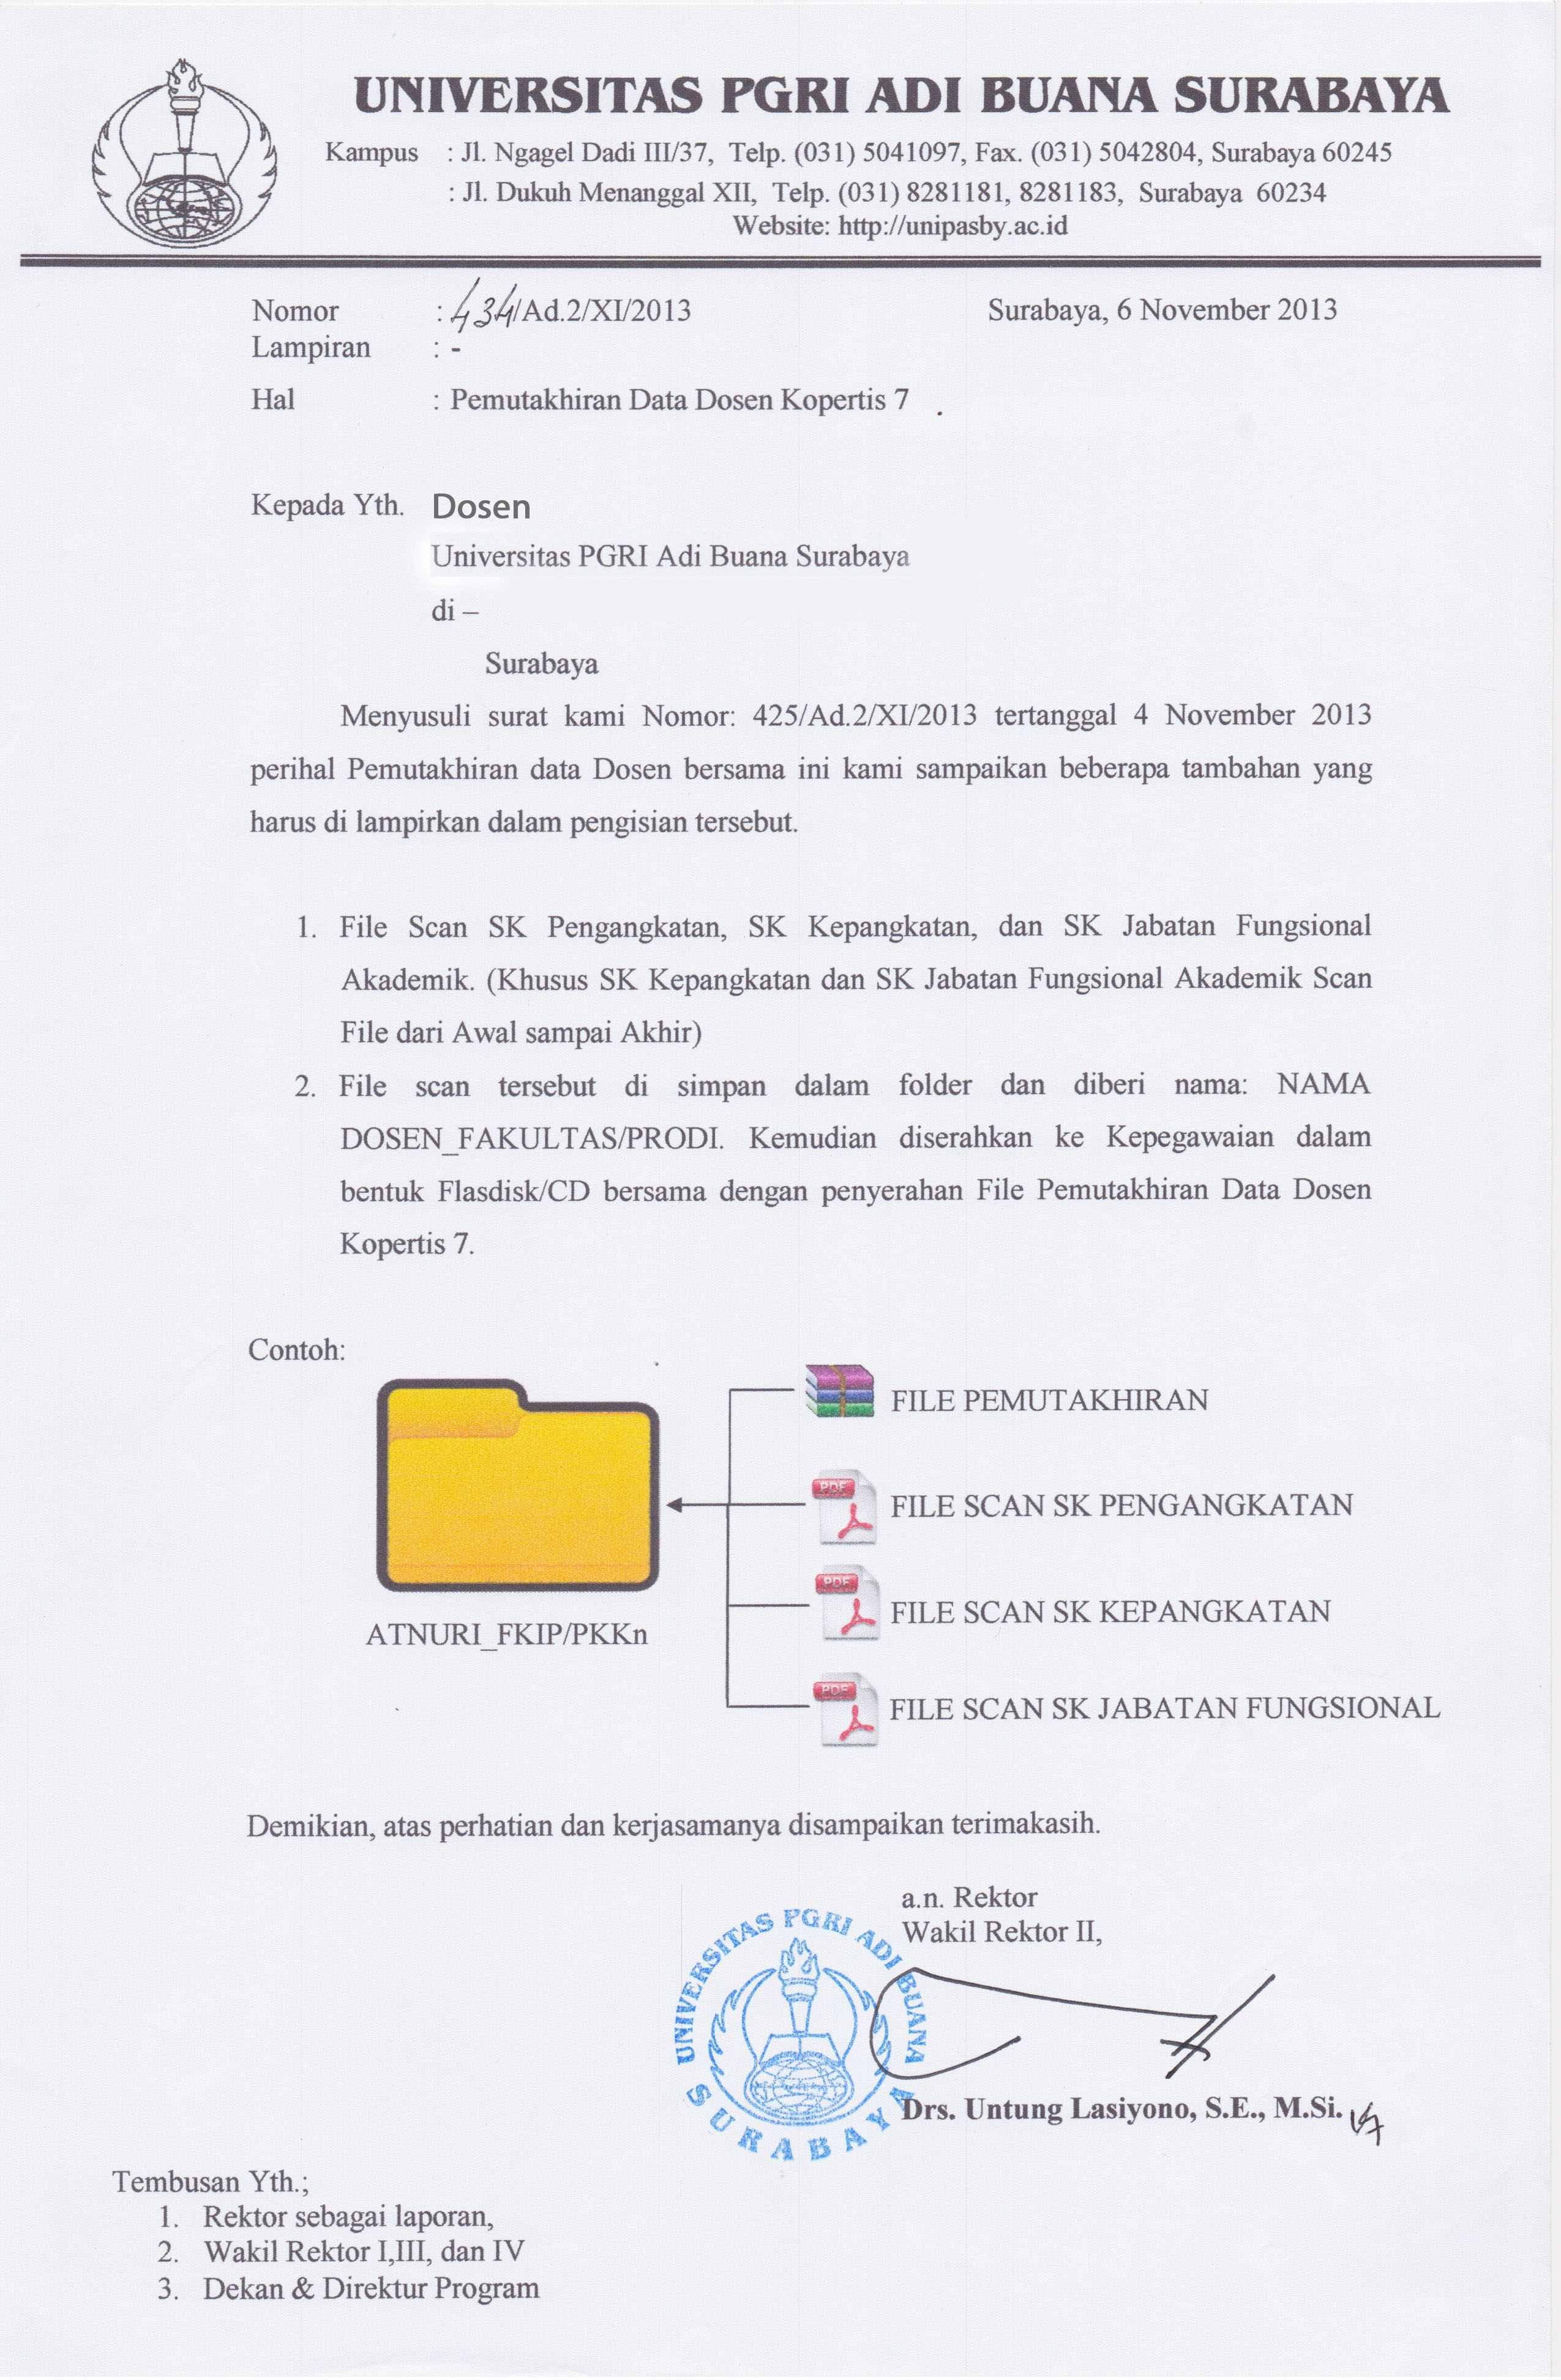 UNIVERSITAS PGRI ADI BUANA SURABAYA
Kampus : Jl. Ngagel Dadi III/37, Telp. (031) 5041097, Fax. (031) 5042804, Surabaya 60245
: Jl. Dukuh Menanggal XII, Telp. (031) 8281181, 8281183, Surabaya 60234
Website: http://unipasby.ac.id
Nomor : 434/Ad.2/XI/2013 Surabaya, 6 November 2013
Lampiran : -
Hal : Pemutakhiran Data Dosen Kopertis 7
Kepada Yth. Dosen
Universitas PGRI Adi Buana Surabaya
di –
Surabaya
Menyusuli surat kami Nomor: 425/Ad.2/XI/2013 tertanggal 4 November 2013
perihal Pemutakhiran data Dosen bersama ini kami sampaikan beberapa tambahan yang
harus di lampirkan dalam pengisian tersebut.
1. File Scan SK Pengangkatan, SK Kepangkatan, dan SK Jabatan Fungsional
Akademik. (Khusus SK Kepangkatan dan SK Jabatan Fungsional Akademik Scan
File dari Awal sampai Akhir)
2. File scan tersebut di simpan dalam folder dan diberi nama: NAMA
DOSEN_FAKULTAS/PRODI. Kemudian diserahkan ke Kepegawaian dalam
bentuk Flasdisk/CD bersama dengan penyerahan File Pemutakhiran Data Dosen
Kopertis 7.
Contoh:
FILE PEMUTAKHIRAN
PDF FILE SCAN SK PENGANGKATAN
PDF FILE SCAN SK KEPANGKATAN
ATNURI_FKIP/PKKn
PDF FILE SCAN SK JABATAN FUNGSIONAL
Demikian, atas perhatian dan kerjasamanya disampaikan terimakasih.
a.n. Rektor
Wakil Rektor II,
UNIVERSITAS PGRI ADI BUANA
SURABAYA
Drs. Untung Lasiyono, S.E., M.Si.
Tembusan Yth.;
1. Rektor sebagai laporan,
2. Wakil Rektor I,III, dan IV
3. Dekan & Direktur Program